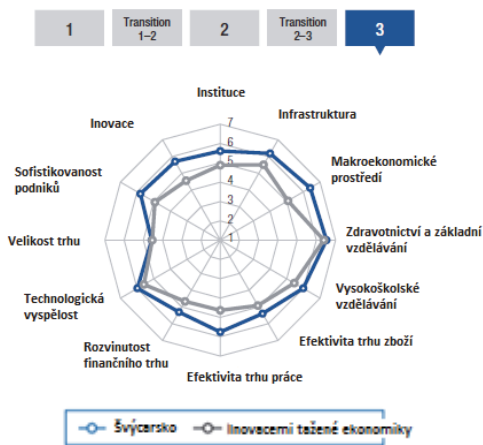 1
Transition
1–2
2
Transition
2–3
3
Instituce
Infrastruktura
Makroekonomické
prostředí
Zdravotnictví a základní
vzdělávání
Vysokoškolské
vzdělávání
Efektivita trhu zboží
Efektivita trhu práce
Rozvinutost
finančního trhu
Technologická
vyspělost
Velikost trhu
Sofistikovanost
podniků
Inovace
7
6
5
4
3
2
1
Švýcarsko
Inovacemi tažené ekonomiky